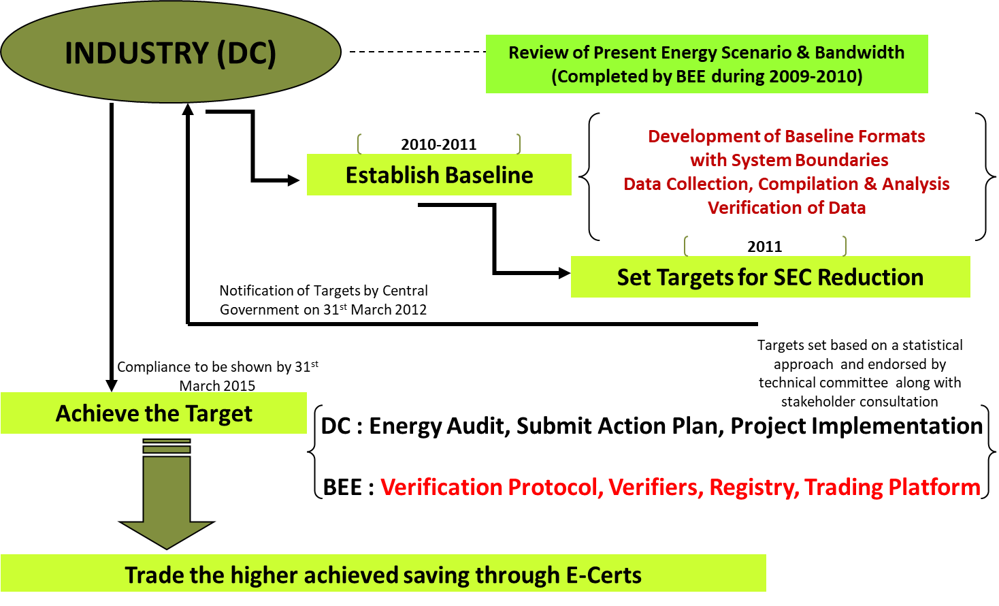 INDUSTRY (DC)
Review of Present Energy Scenario & Bandwidth
(Completed by BEE during 2009-2010)
2010-2011
Establish Baseline
Development of Baseline Formats
with System Boundaries
Data Collection, Compilation & Analysis
Verification of Data
2011
Set Targets for SEC Reduction
Notification of Targets by Central
Government on 31st March 2012
Targets set based on a statistical
approach and endorsed by
technical committee along with
stakeholder consultation
Compliance to be shown by 31st
March 2015
Achieve the Target
DC : Energy Audit, Submit Action Plan, Project Implementation
BEE : Verification Protocol, Verifiers, Registry, Trading Platform
Trade the higher achieved saving through E-Certs